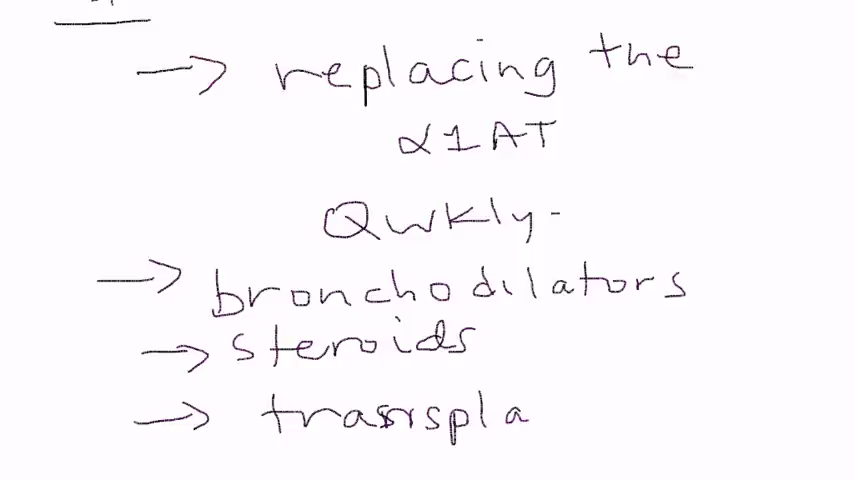 → replacing the
α1AT
Qwkly-
→ bronchodilators
→ steroids
→